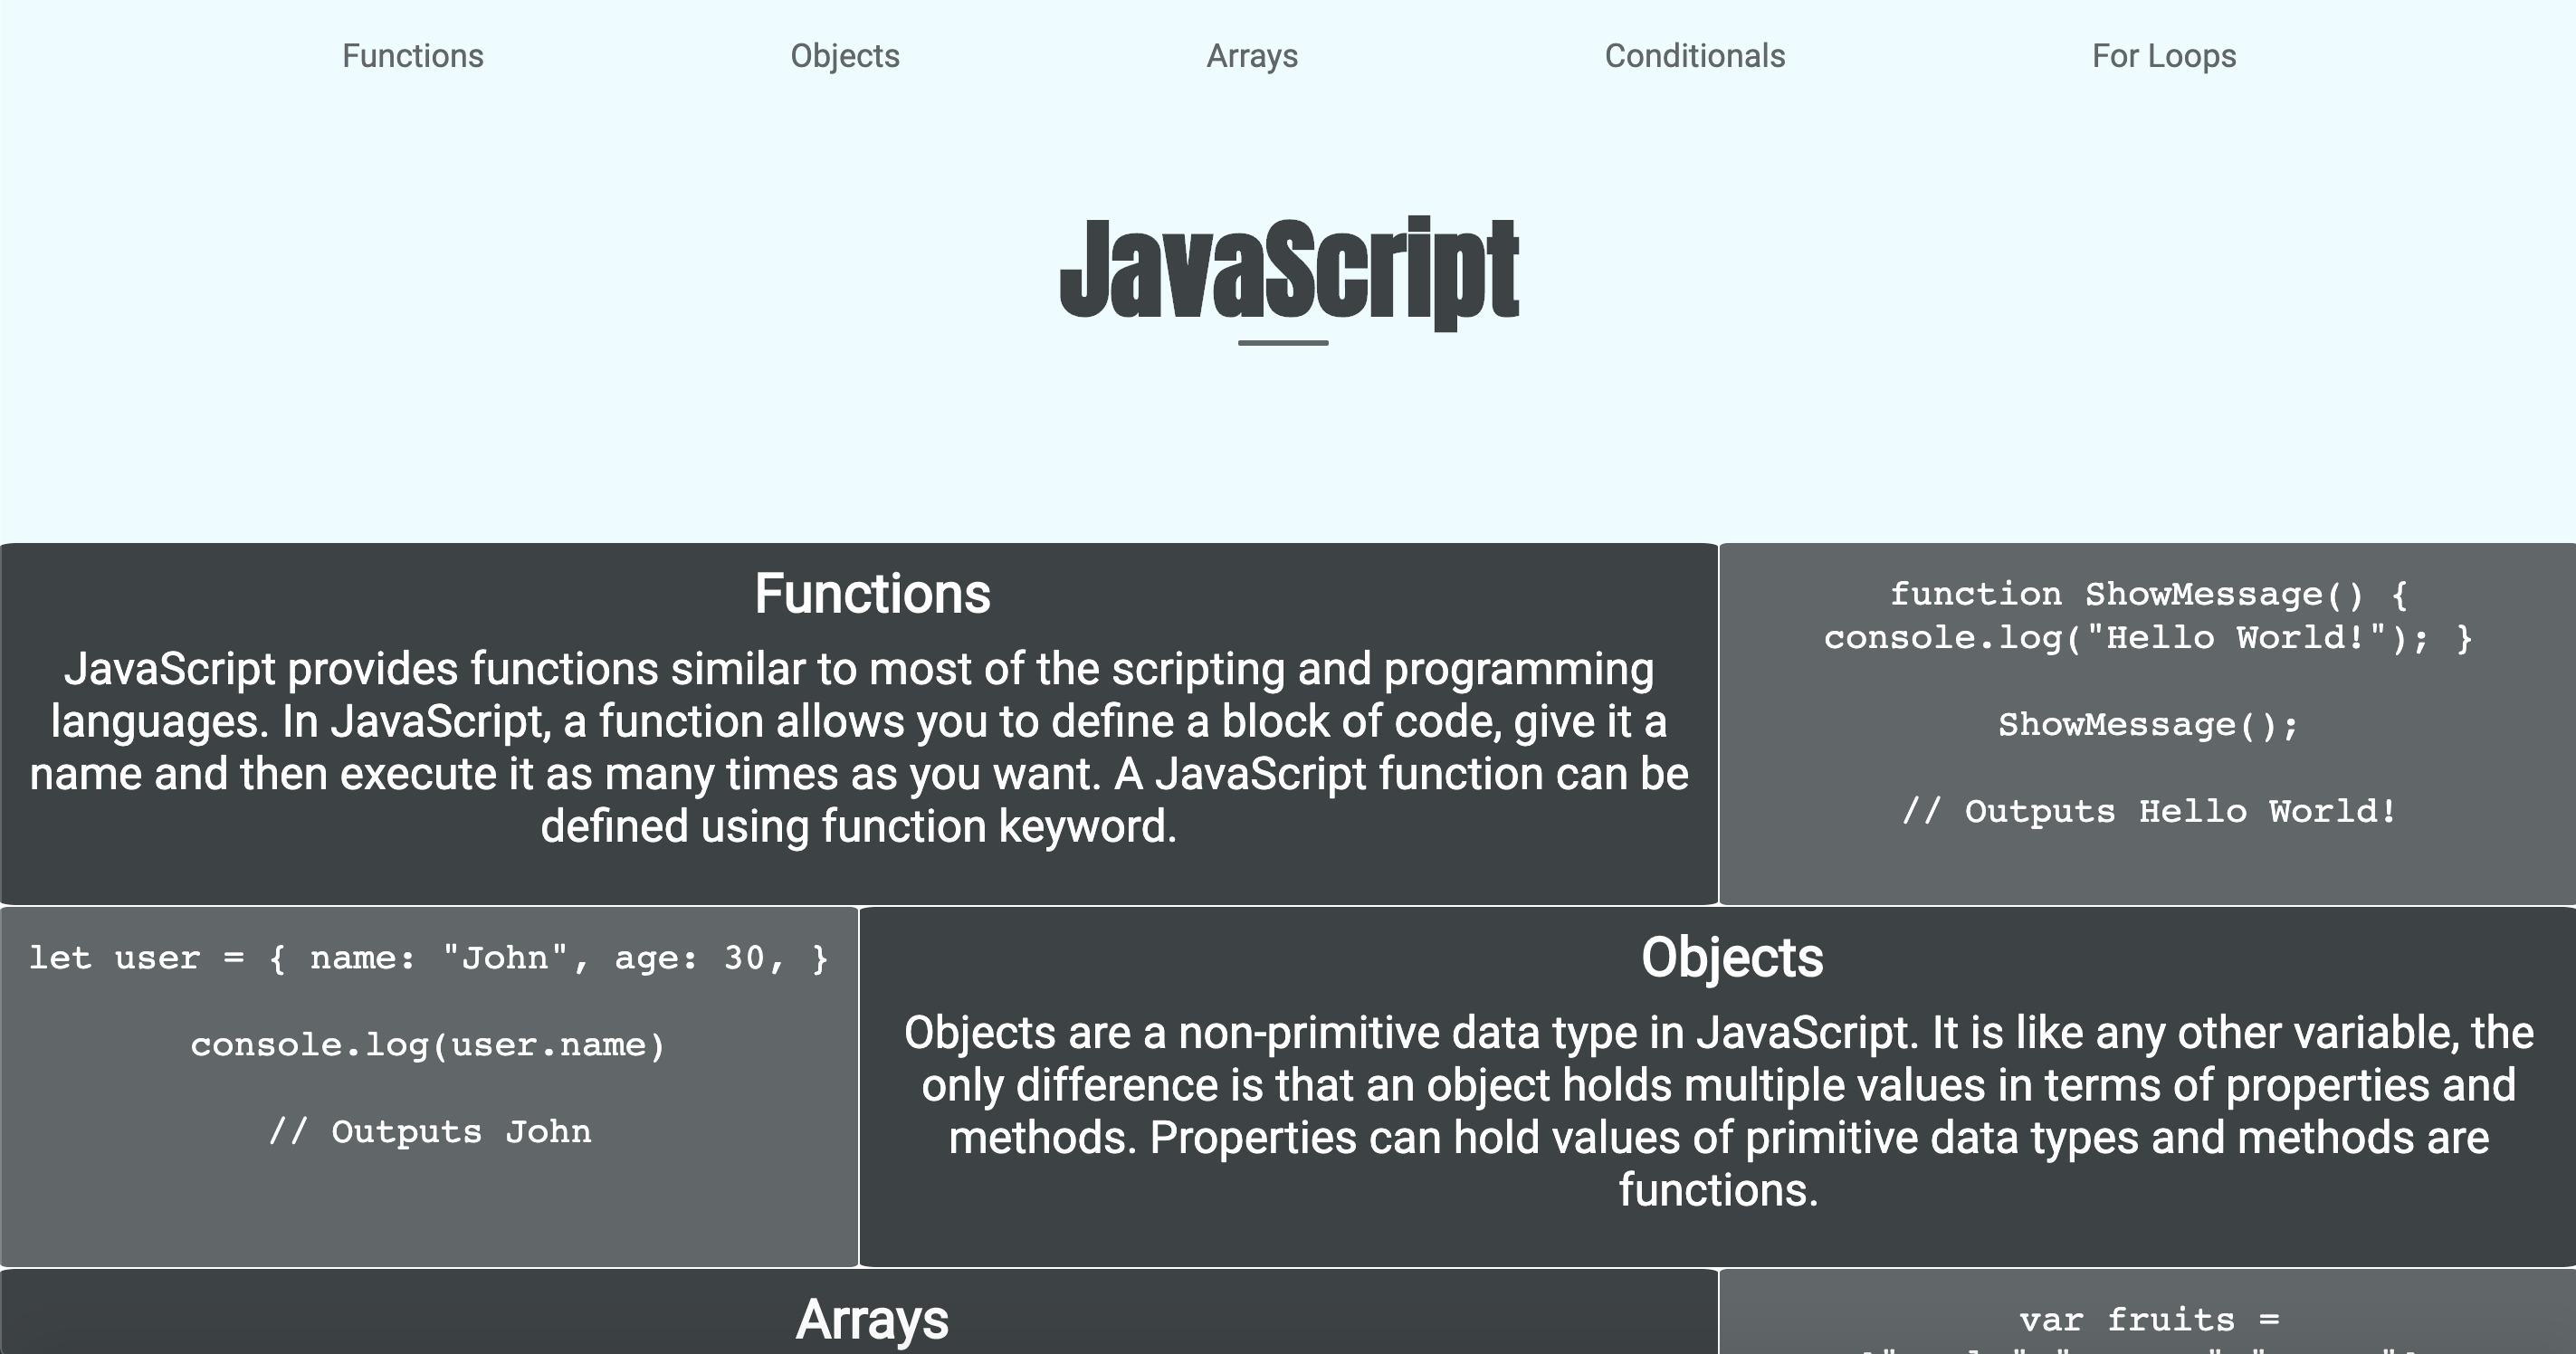 Functions
Objects
Arrays
Conditionals
For Loops
JavaScript
Functions
JavaScript provides functions similar to most of the scripting and programming
languages. In JavaScript, a function allows you to define a block of code, give it a
name and then execute it as many times as you want. A JavaScript function can be
defined using function keyword.
function ShowMessage() {
console.log("Hello World!"); }
ShowMessage();
// Outputs Hello World!
let user = { name: "John", age: 30, }
console.log(user.name)
// Outputs John
Objects
Objects are a non-primitive data type in JavaScript. It is like any other variable, the
only difference is that an object holds multiple values in terms of properties and
methods. Properties can hold values of primitive data types and methods are
functions.
Arrays
var fruits =